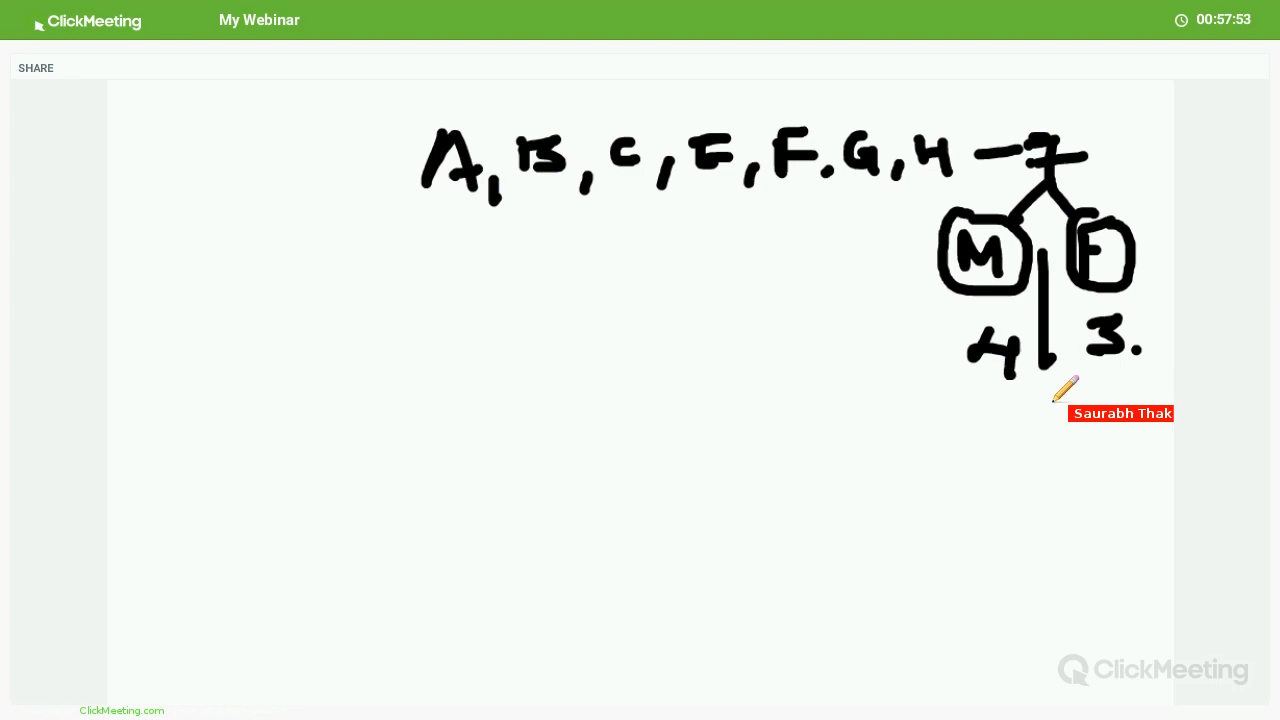 ClickMeeting My Webinar 00:57:53
SHARE
A, B, C, E, F. G, H - 7
M F
4 3.
Saurabh Thak
ClickMeeting
ClickMeeting.com